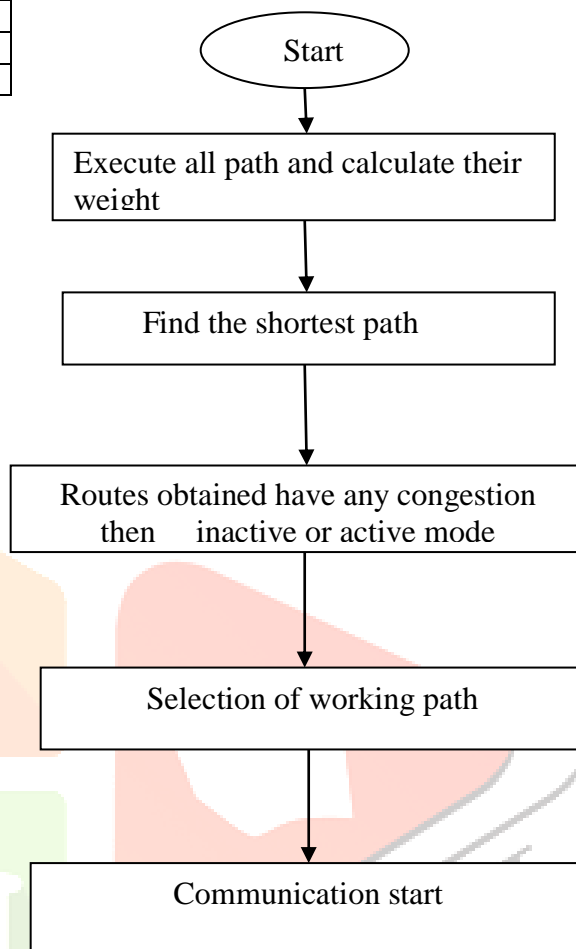 Start
Execute all path and calculate their
weight
Find the shortest path
Routes obtained have any congestion
then inactive or active mode
Selection of working path
Communication start